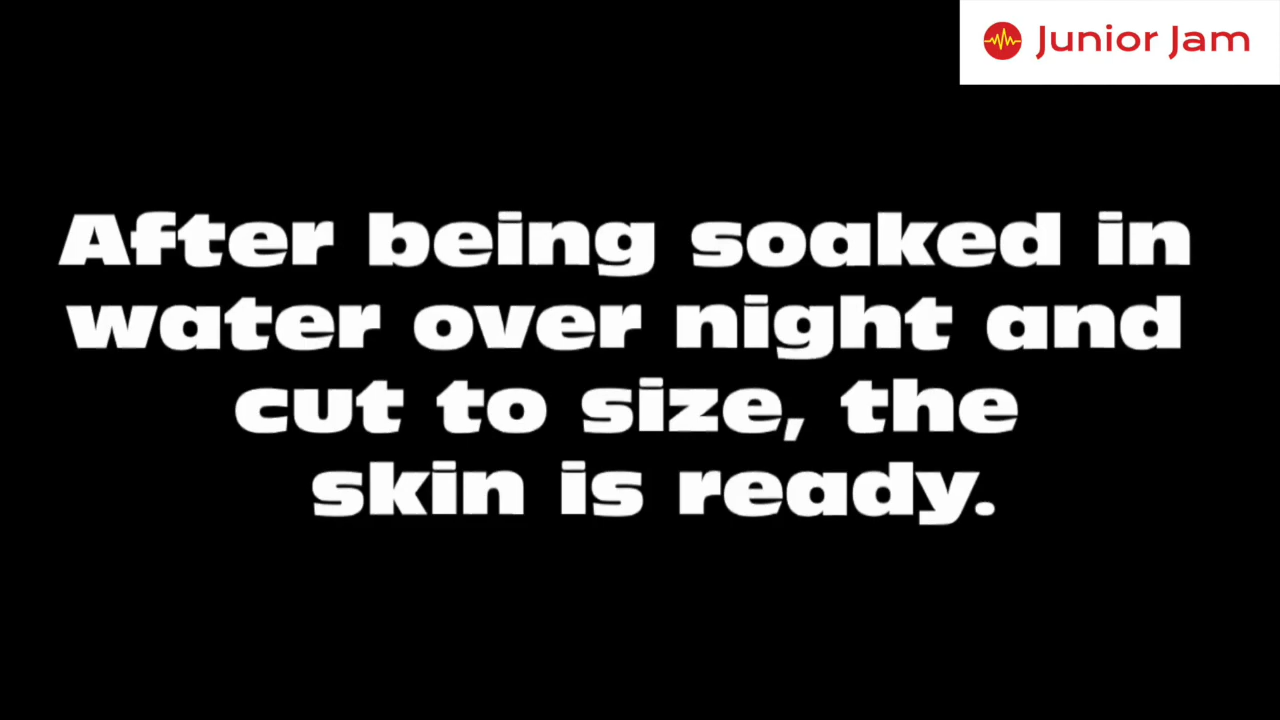 Junior Jam
After being soaked in
water over night and
cut to size, the
skin is ready.